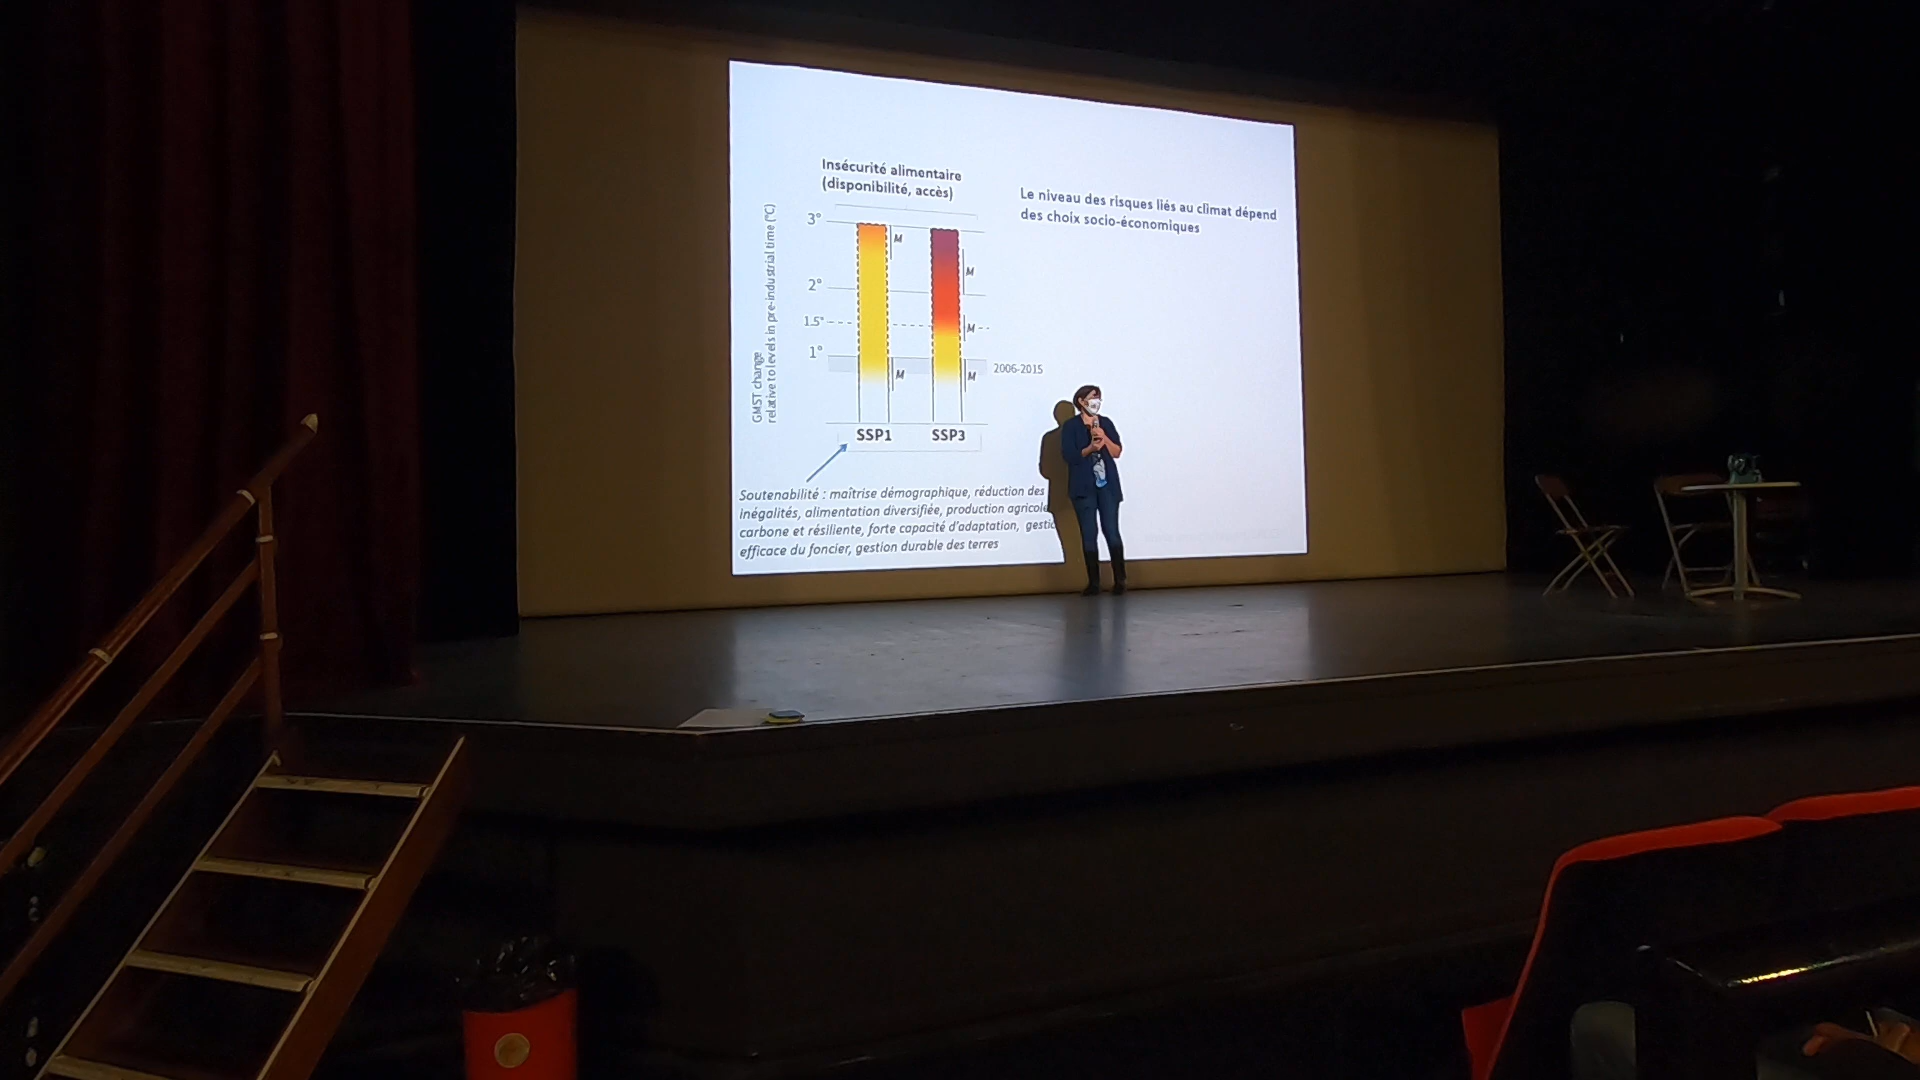 Insécurité alimentaire
(disponibilité, accès)
Le niveau des risques liés au climat dépend
des choix socio-économiques
GMST change
relative to levels in pre-industrial time (°C)
3°
2°
1.5°
1°
M
M
M
M
M
2006-2015
SSP1
SSP3
Soutenabilité : maîtrise démographique, réduction des
inégalités, alimentation diversifiée, production agricole
carbone et résiliente, forte capacité d'adaptation,
efficace du foncier, gestion durable des terres